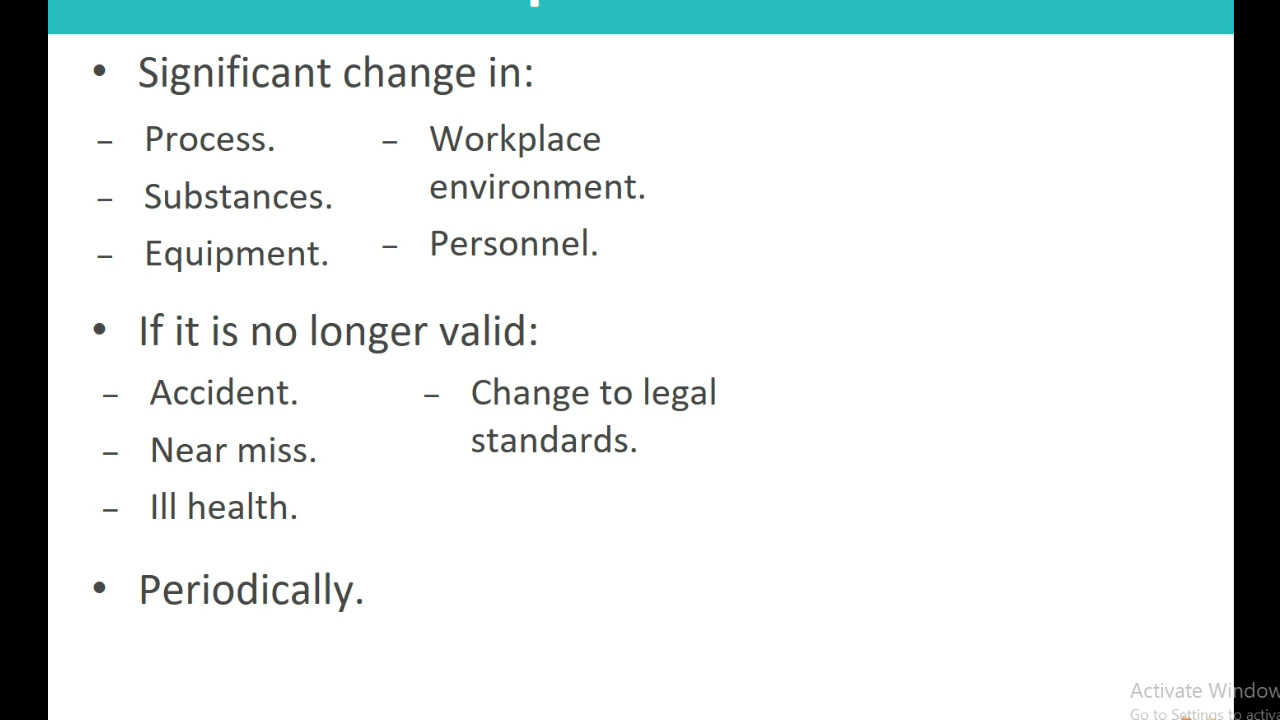 • Significant change in:
– Process.
– Substances.
– Equipment.
– Workplace
environment.
– Personnel.
• If it is no longer valid:
– Accident.
– Near miss.
– Ill health.
– Change to legal
standards.
• Periodically.
Activate Window
Go to Settings to activa